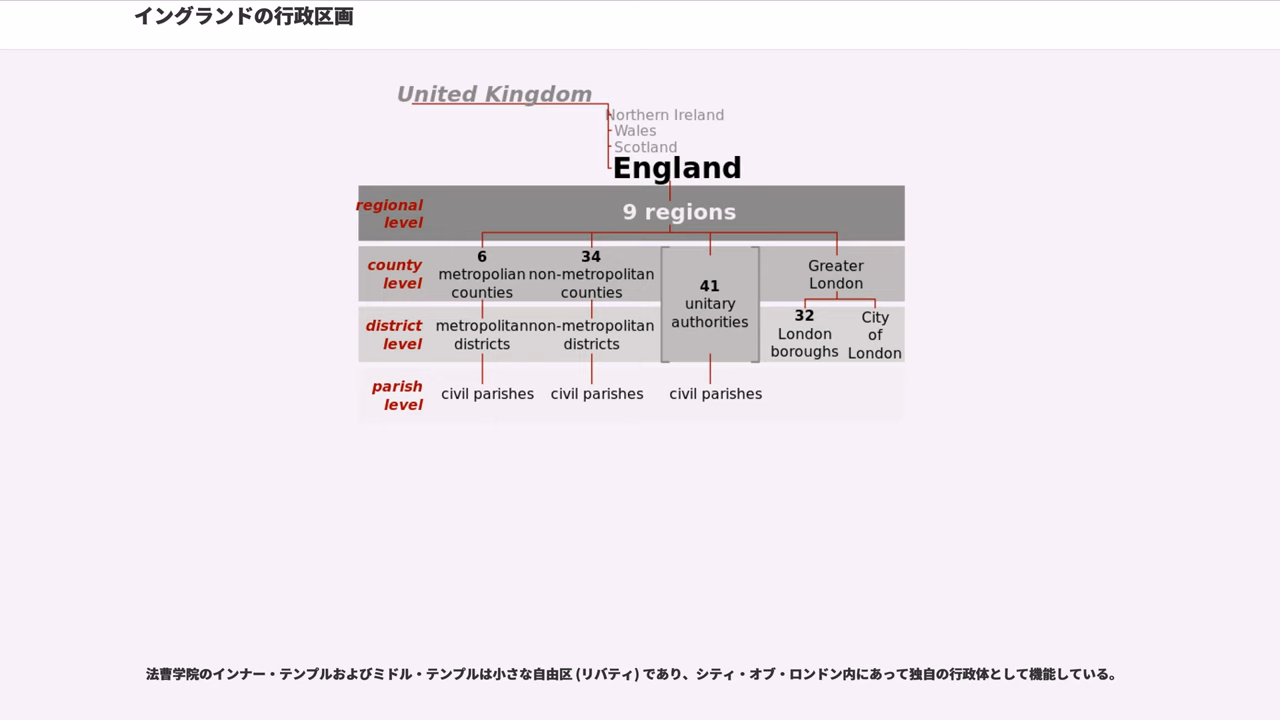 イングランドの行政区画
United Kingdom
Northern Ireland
Wales
Scotland
England
regional
level
9 regions
county
level
6
metropolian
counties
34
non-metropolitan
counties
41
unitary
authorities
Greater
London
district
level
metropolitan
districts
non-metropolitan
districts
32
London
boroughs
City
of
London
parish
level
civil parishes
civil parishes
civil parishes
法曹学院のインナー・テンプルおよびミドル・テンプルは小さな自由区 (リバティ) であり、シティ・オブ・ロンドン内にあって独自の行政体として機能している。